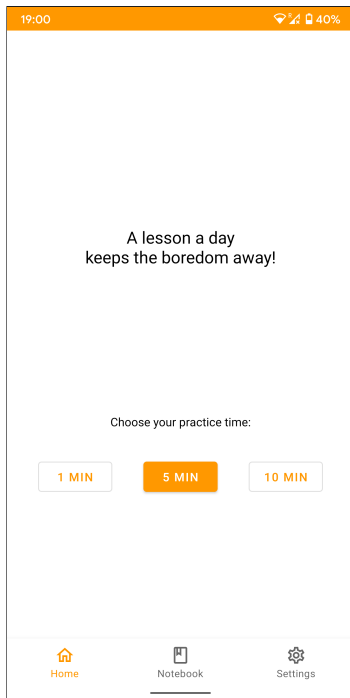 19:00
40%
A lesson a day
keeps the boredom away!
Choose your practice time:
1 MIN
5 MIN
10 MIN
Home
Notebook
Settings